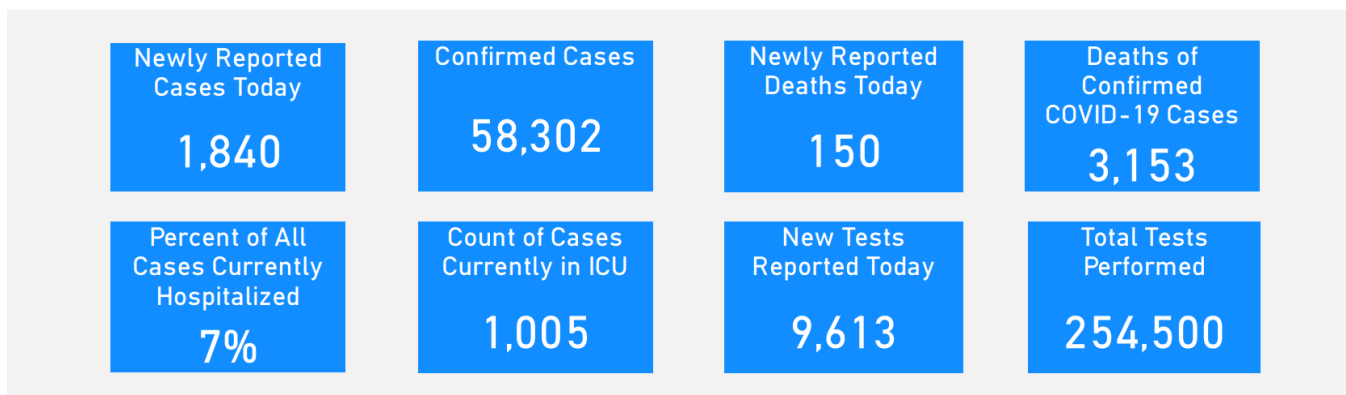 Newly Reported
Cases Today
1,840
Confirmed Cases
58,302
Newly Reported
Deaths Today
150
Deaths of
Confirmed
COVID-19 Cases
3,153
Percent of All
Cases Currently
Hospitalized
7%
Count of Cases
Currently in ICU
1,005
New Tests
Reported Today
9,613
Total Tests
Performed
254,500